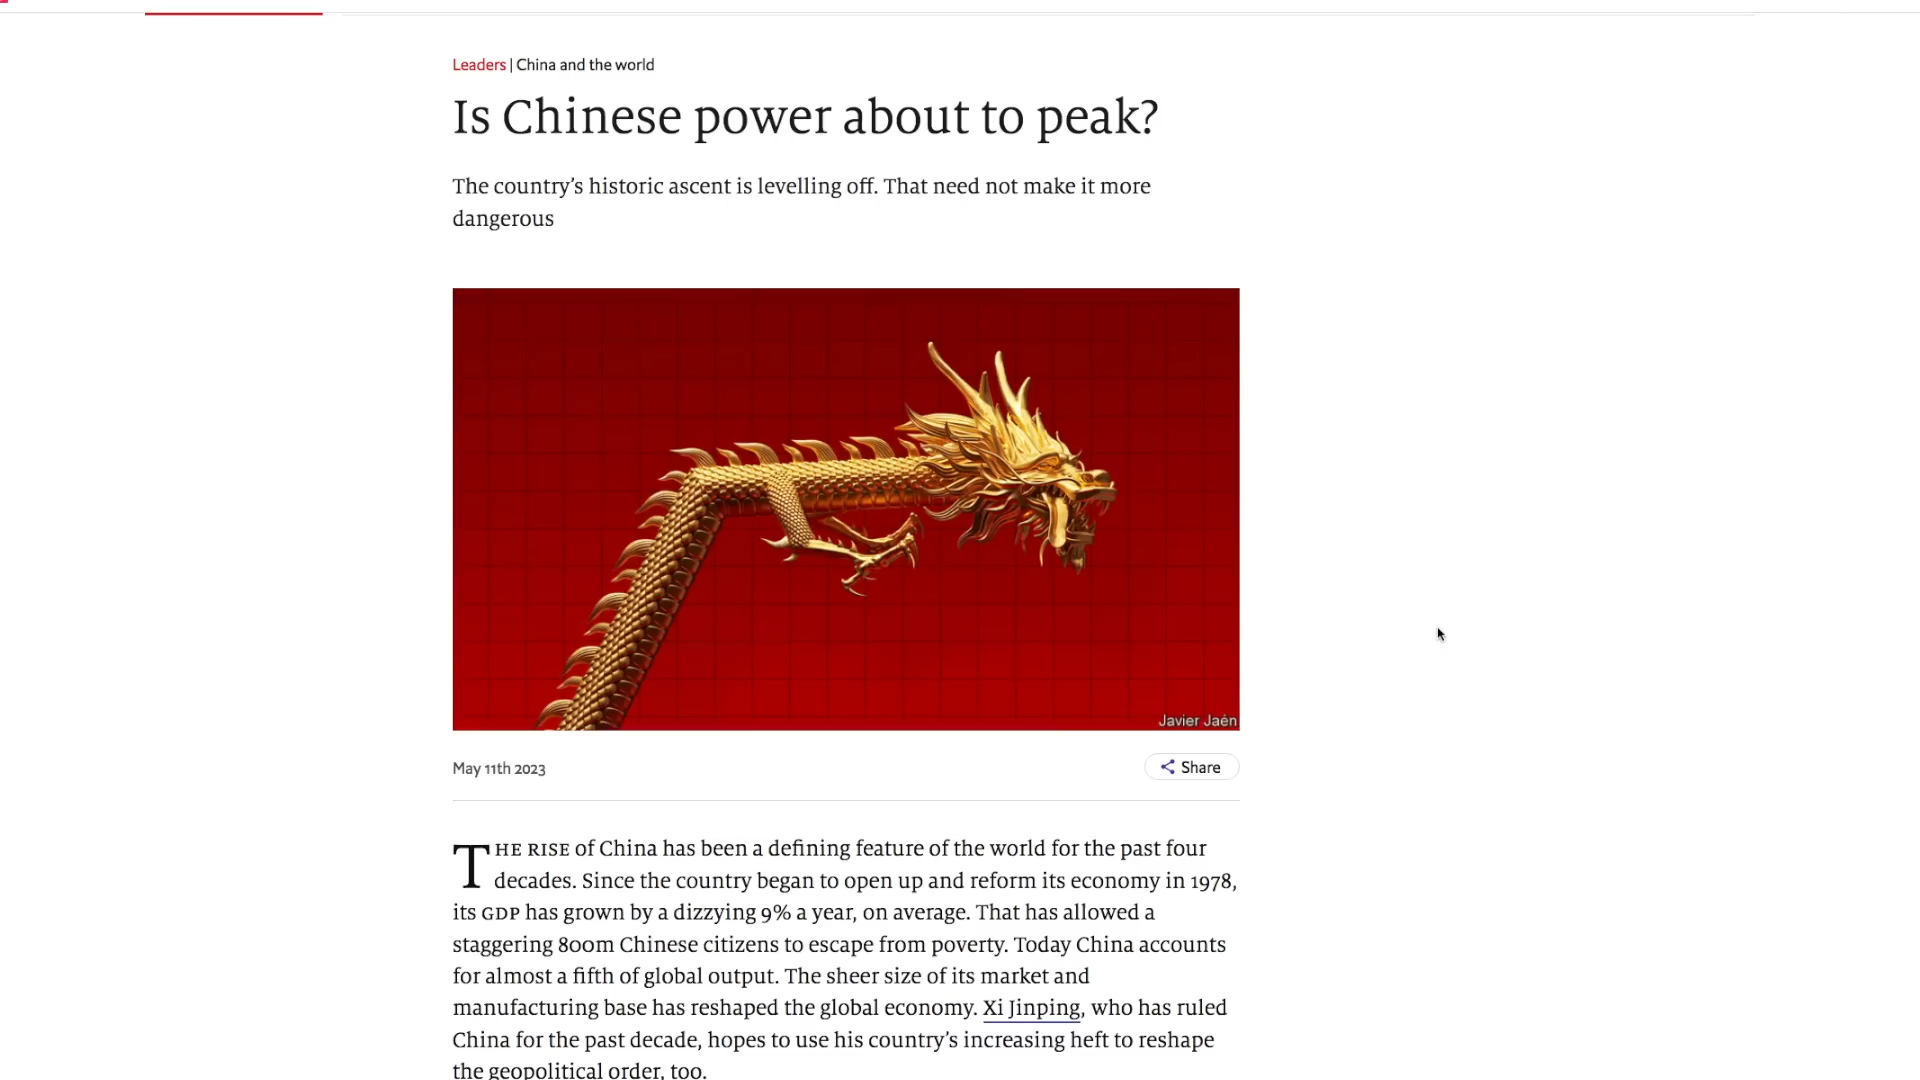 Leaders | China and the world
Is Chinese power about to peak?
The country’s historic ascent is levelling off. That need not make it more
dangerous
Javier Jaén
May 11th 2023
Share
THE RISE of China has been a defining feature of the world for the past four
decades. Since the country began to open up and reform its economy in 1978,
its GDP has grown by a dizzying 9% a year, on average. That has allowed a
staggering 800m Chinese citizens to escape from poverty. Today China accounts
for almost a fifth of global output. The sheer size of its market and
manufacturing base has reshaped the global economy. Xi Jinping, who has ruled
China for the past decade, hopes to use his country’s increasing heft to reshape
the geopolitical order, too.